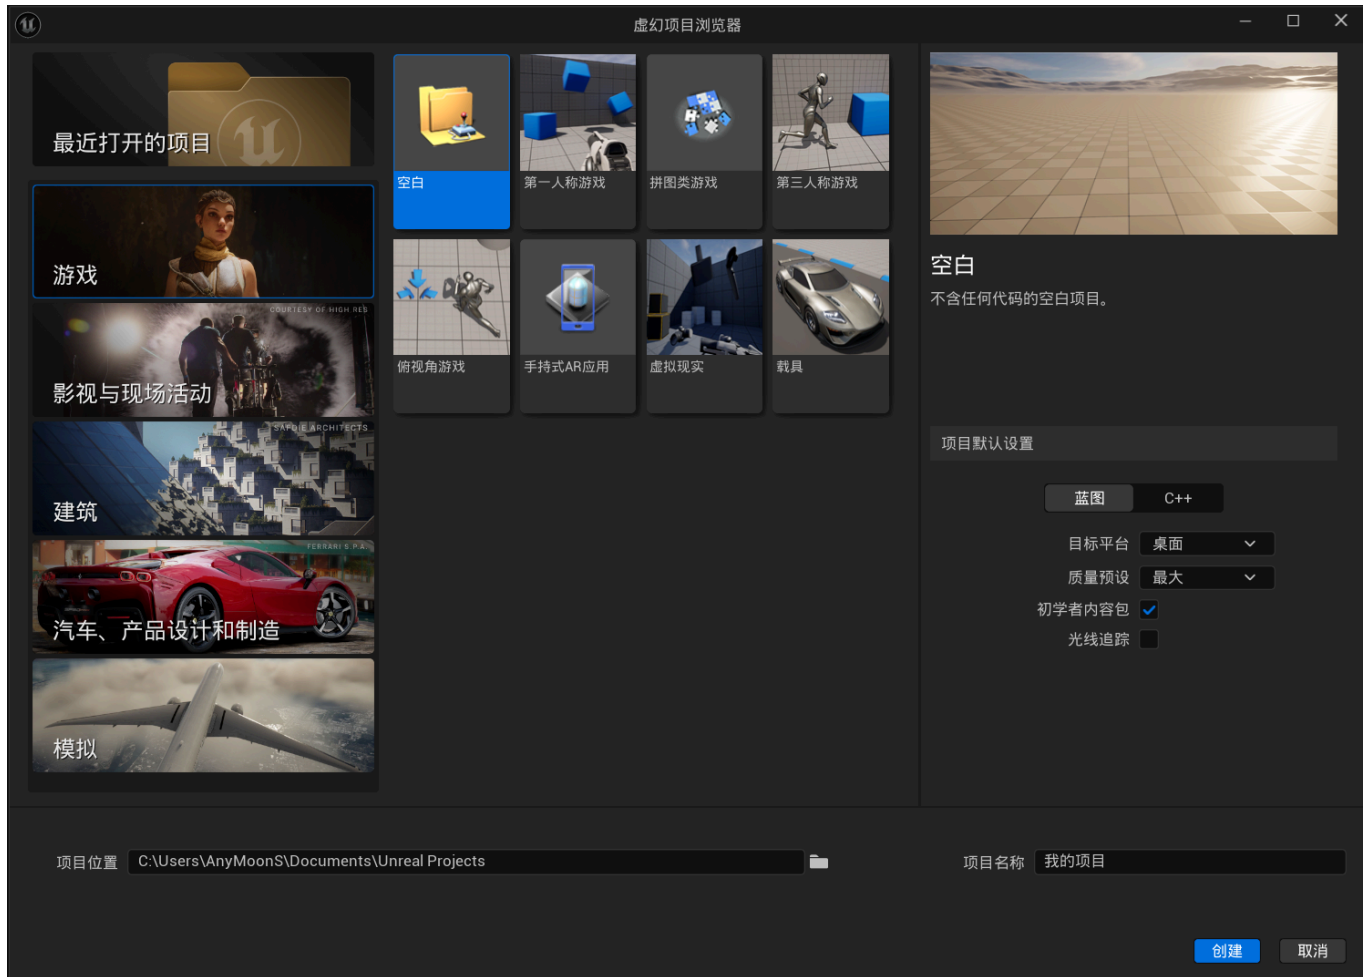 虚幻项目浏览器
最近打开的项目
游戏
COURTESY OF HIGH RES
影视与现场活动
SAFDIE ARCHITECTS
建筑
FERRARI S.P.A.
汽车、产品设计和制造
模拟
空白
第一人称游戏
拼图类游戏
第三人称游戏
俯视角游戏
手持式AR应用
虚拟现实
载具
空白
不含任何代码的空白项目。
项目默认设置
蓝图 C++
目标平台 桌面
质量预设 最大
初学者内容包
光线追踪
项目位置 C:\Users\AnyMoonS\Documents\Unreal Projects
项目名称 我的项目
创建 取消